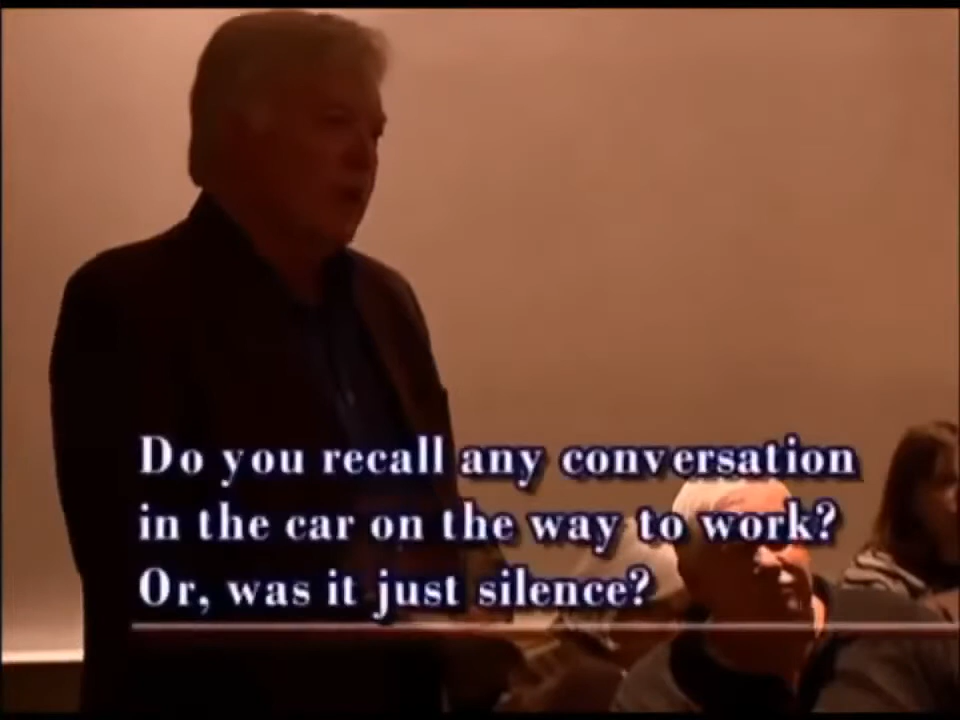 Do you recall any conversation
in the car on the way to work?
Or, was it just silence?